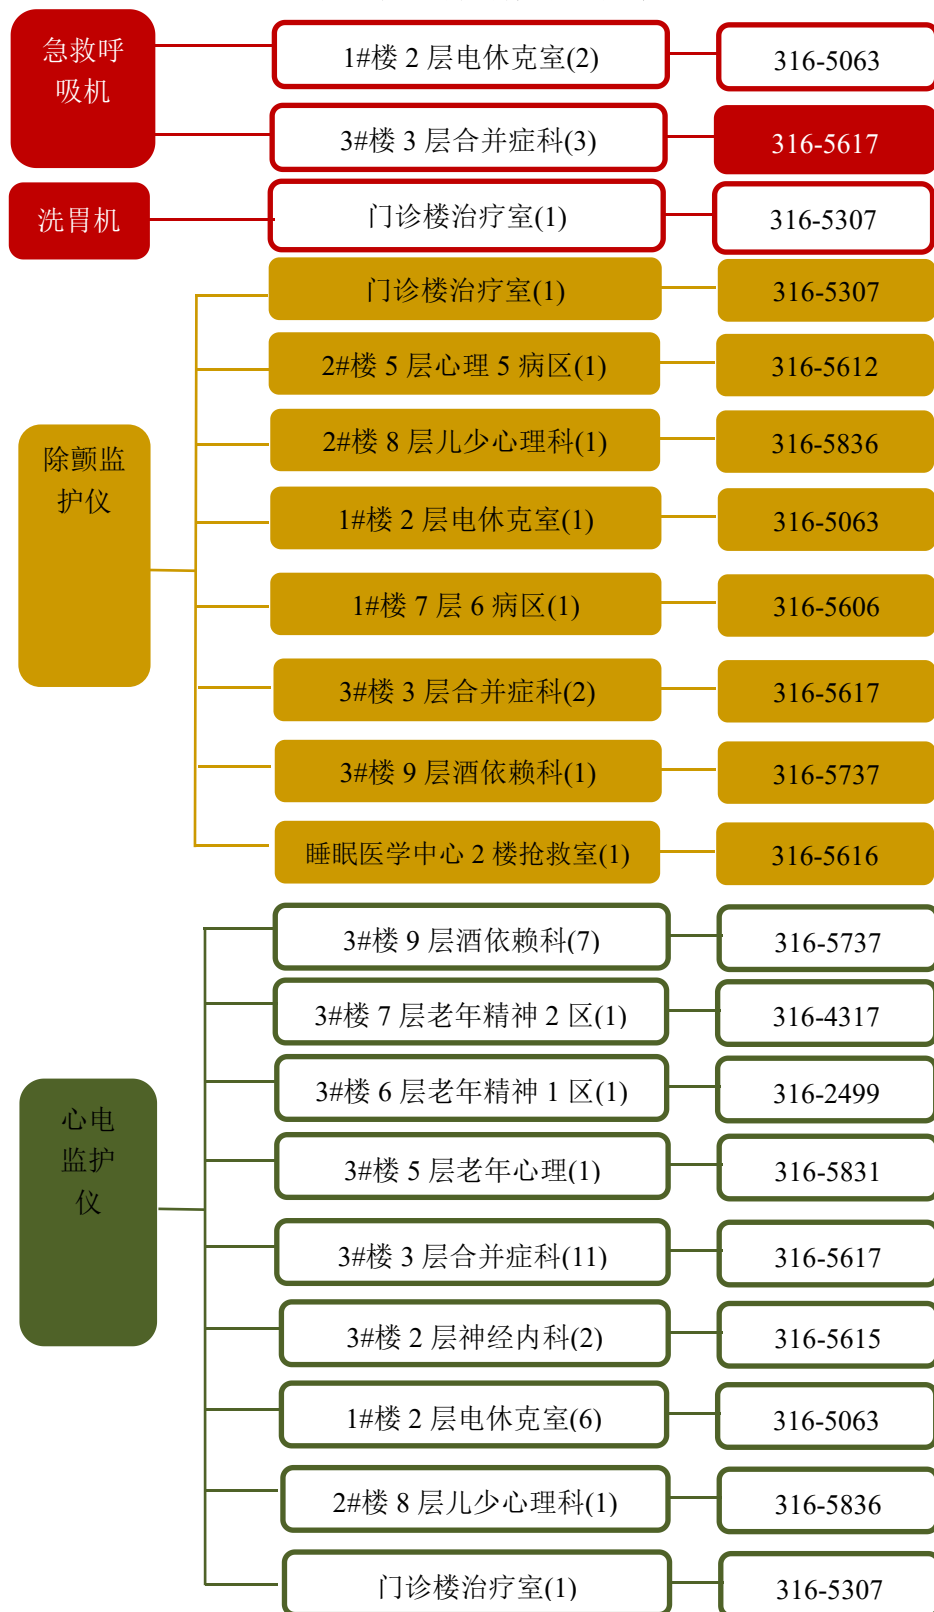 急救呼
吸机
1#楼 2 层电休克室(2)
316-5063
3#楼 3 层合并症科(3)
316-5617
洗胃机
门诊楼治疗室(1)
316-5307
除颤监
护仪
门诊楼治疗室(1)
316-5307
2#楼 5 层心理 5 病区(1)
316-5612
2#楼 8 层儿少心理科(1)
316-5836
1#楼 2 层电休克室(1)
316-5063
1#楼 7 层 6 病区(1)
316-5606
3#楼 3 层合并症科(2)
316-5617
3#楼 9 层酒依赖科(1)
316-5737
睡眠医学中心 2 楼抢救室(1)
316-5616
心电
监护
仪
3#楼 9 层酒依赖科(7)
316-5737
3#楼 7 层老年精神 2 区(1)
316-4317
3#楼 6 层老年精神 1 区(1)
316-2499
3#楼 5 层老年心理(1)
316-5831
3#楼 3 层合并症科(11)
316-5617
3#楼 2 层神经内科(2)
316-5615
1#楼 2 层电休克室(6)
316-5063
2#楼 8 层儿少心理科(1)
316-5836
门诊楼治疗室(1)
316-5307